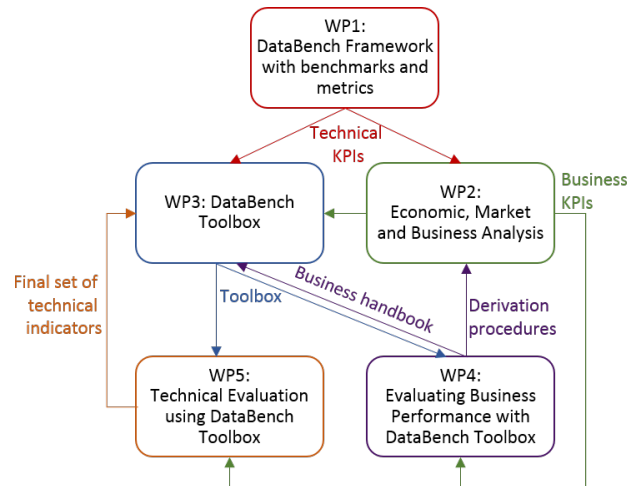 WP1:
DataBench Framework
with benchmarks and
metrics
Technical
KPIs
WP3: DataBench
Toolbox
WP2:
Economic, Market
and Business Analysis
Business
KPIs
Final set of
technical
indicators
Toolbox
Business handbook
Derivation
procedures
WP5:
Technical Evaluation
using DataBench
Toolbox
WP4:
Evaluating Business
Performance with
DataBench Toolbox